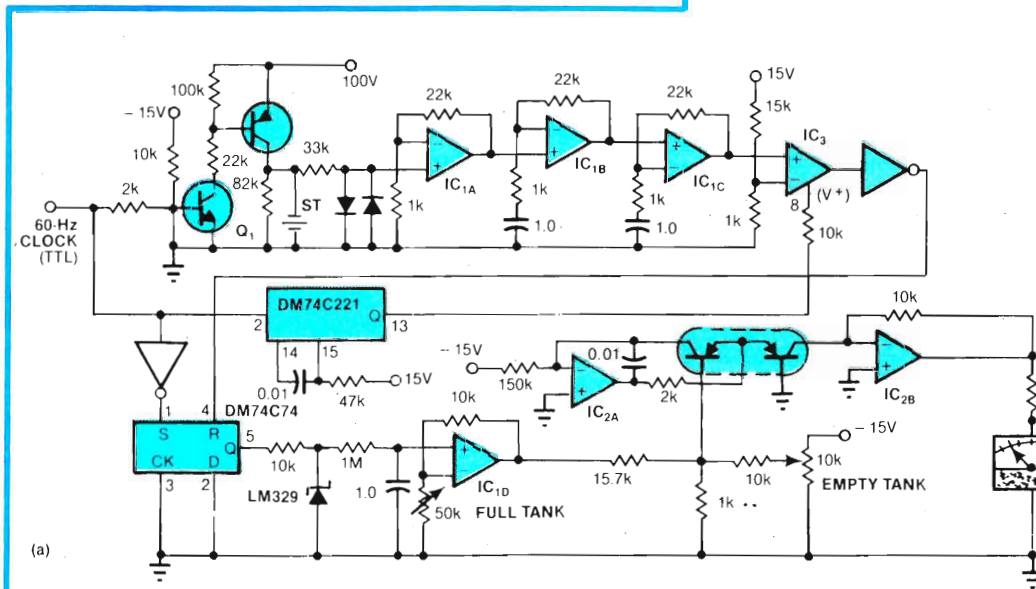 100V
15V
100k
22k
22k
22k
- 15V
15k
IC3
10k
33k
22k
IC1A
IC1B
IC1C
(V+)
82k
2k
ST
1k
1k
1k
8
60-Hz
CLOCK
(TTL)
Q1
1.0
1.0
1k
10k
DM74C221
10k
2
Q
13
- 15V
0.01
14
15
150k
15V
0.01
47k
IC2A
2k
IC2B
1
4
DM74C74
10k
- 15V
S
R
Q
5
10k
1M
CK
D
IC1D
15.7k
10k
10k
3
2
LM329
1.0
50k
FULL TANK
1k ..
EMPTY TANK
(a)